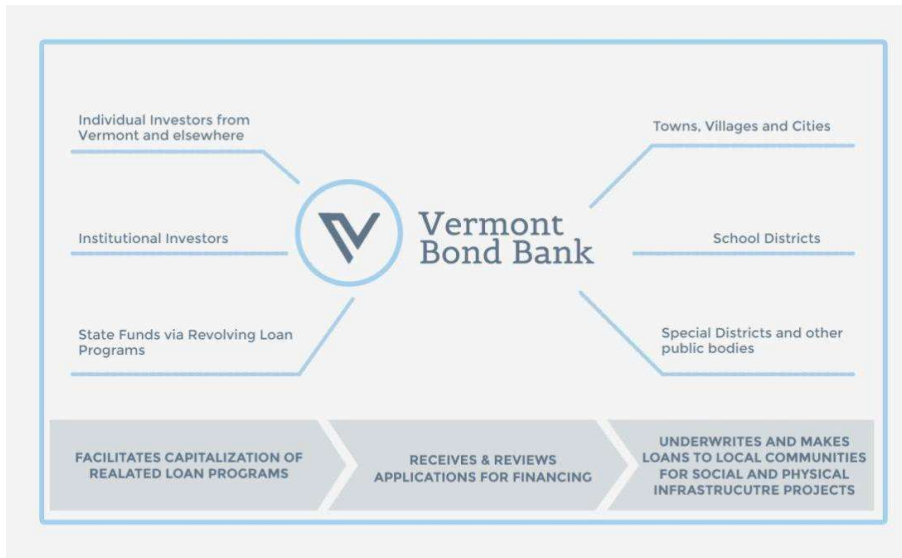 Individual Investors from
Vermont and elsewhere
Institutional Investors
State Funds via Revolving Loan
Programs
Vermont
Bond Bank
Towns, Villages and Cities
School Districts
Special Districts and other
public bodies
FACILITATES CAPITALIZATION OF
REALATED LOAN PROGRAMS
RECEIVES & REVIEWS
APPLICATIONS FOR FINANCING
UNDERWRITES AND MAKES
LOANS TO LOCAL COMMUNITIES
FOR SOCIAL AND PHYSICAL
INFRASTRUCUTRE PROJECTS